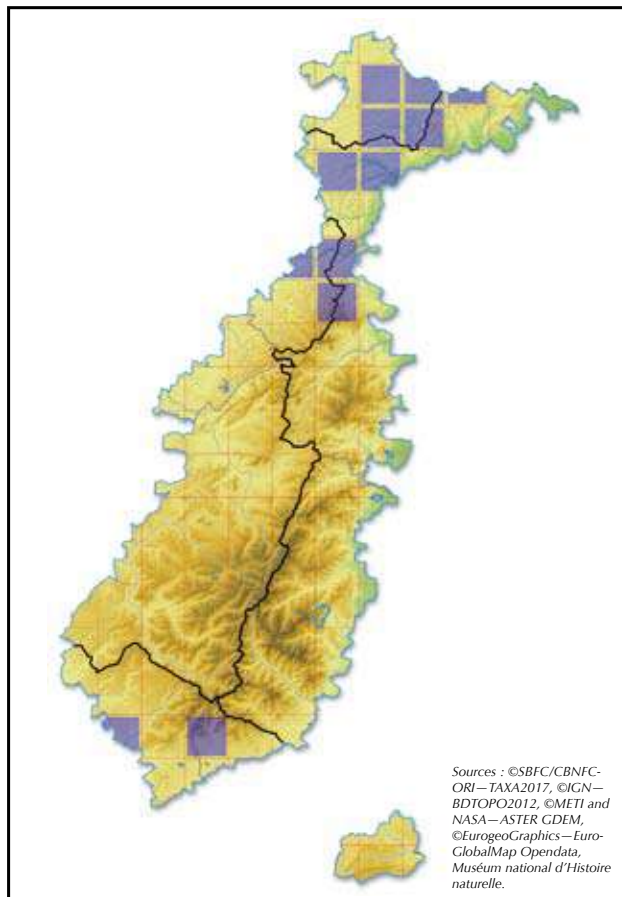 Sources : ©SBFC/CBNFC-
ORI—TAXA2017, ©IGN—
BDTOPO2012, ©METI and
NASA—ASTER GDEM,
©EurogeoGraphics—Euro-
GlobalMap Opendata,
Muséum national d'Histoire
naturelle.